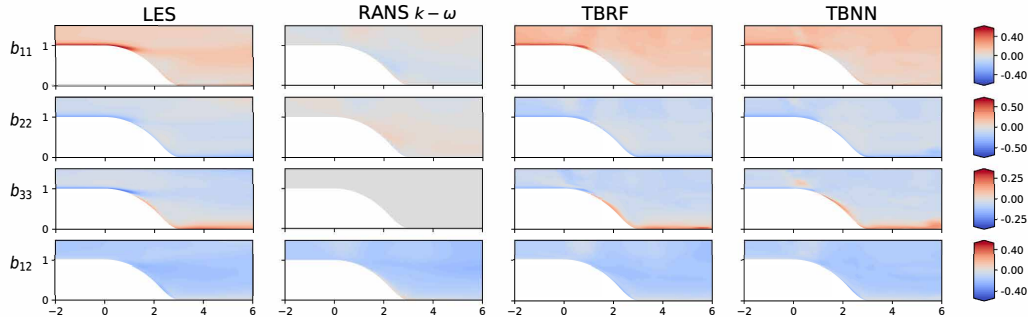 LES RANS k − ω TBRF TBNN
b₁₁ 1 0 0.40 0.00 −0.40
b₂₂ 1 0 0.50 0.00 −0.50
b₃₃ 1 0 0.25 0.00 −0.25
b₁₂ 1 0 0.40 0.00 −0.40
−2 0 2 4 6 −2 0 2 4 6 −2 0 2 4 6 −2 0 2 4 6